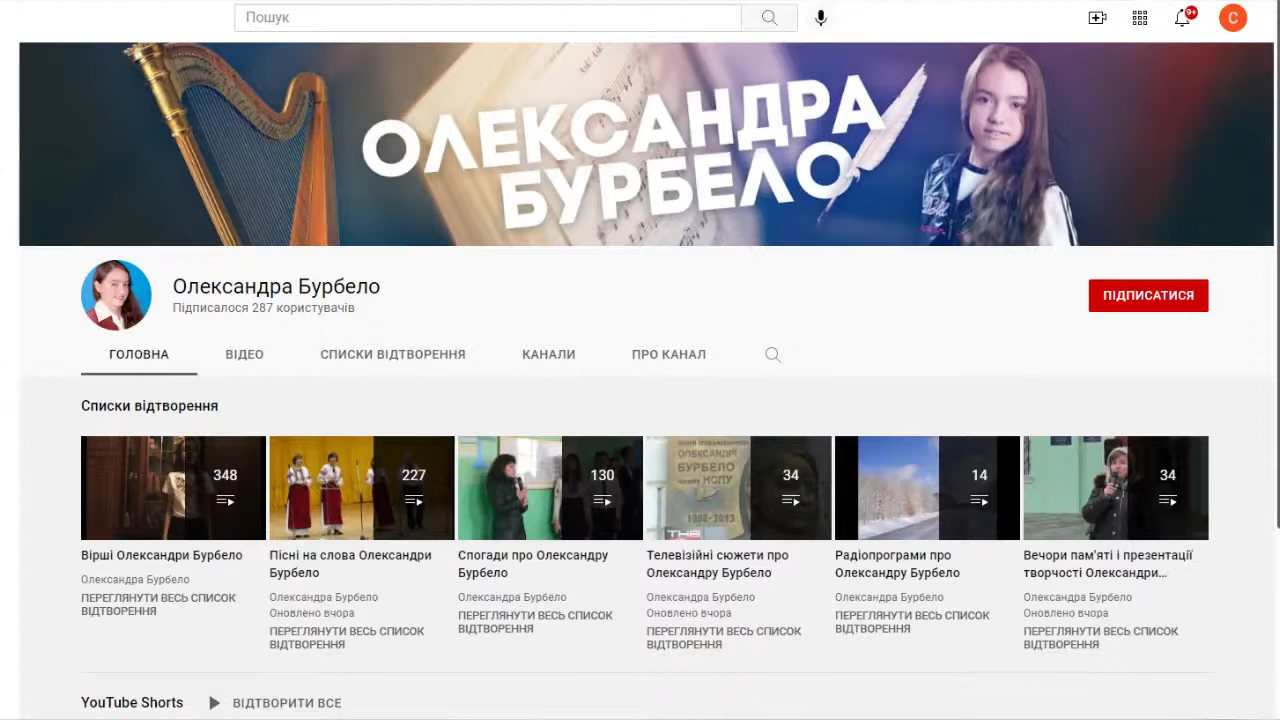 Пошук
9+
C
ОЛЕКСАНДРА
БУРБЕЛО
Олександра Бурбело
Підписалося 287 користувачів
ПІДПИСАТИСЯ
ГОЛОВНА
ВІДЕО
СПИСКИ ВІДТВОРЕННЯ
КАНАЛИ
ПРО КАНАЛ
Списки відтворення
348
Вірші Олександри Бурбело
Олександра Бурбело
ПЕРЕГЛЯНУТИ ВЕСЬ СПИСОК
ВІДТВОРЕННЯ
227
Пісні на слова Олександри
Бурбело
Олександра Бурбело
Оновлено вчора
ПЕРЕГЛЯНУТИ ВЕСЬ СПИСОК
ВІДТВОРЕННЯ
130
Спогади про Олександру
Бурбело
Олександра Бурбело
ПЕРЕГЛЯНУТИ ВЕСЬ СПИСОК
ВІДТВОРЕННЯ
ОЛЕКСАНДРІ
БУРБЕЛО
НСПУ
34
Телевізійні сюжети про
Олександру Бурбело
Олександра Бурбело
Оновлено вчора
ПЕРЕГЛЯНУТИ ВЕСЬ СПИСОК
ВІДТВОРЕННЯ
14
Радіопрограми про
Олександру Бурбело
Олександра Бурбело
ПЕРЕГЛЯНУТИ ВЕСЬ СПИСОК
ВІДТВОРЕННЯ
34
Вечори пам'яті і презентації
творчості Олександри...
Олександра Бурбело
Оновлено вчора
ПЕРЕГЛЯНУТИ ВЕСЬ СПИСОК
ВІДТВОРЕННЯ
YouTube Shorts
ВІДТВОРИТИ ВСЕ